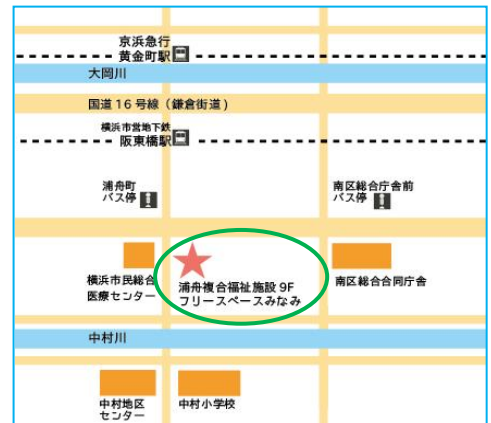 京浜急行
黄金町駅
大岡川
国道16号線（鎌倉街道）
横浜市営地下鉄
阪東橋駅
浦舟町
バス停
南区総合庁舎前
バス停
横浜市民総合
医療センター
浦舟複合福祉施設 9F
フリースペースみなみ
南区総合合同庁舎
中村川
中村地区
センター
中村小学校